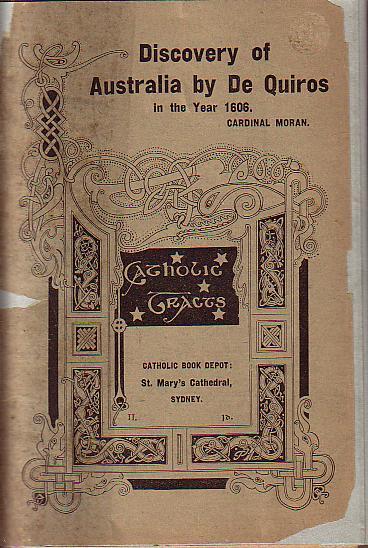 Discovery of
Australia by De Quiros
in the Year 1606.
CARDINAL MORAN.
CATHOLIC
TRACTS
CATHOLIC BOOK DEPOT:
St. Mary's Cathedral,
SYDNEY.
II. 1D.